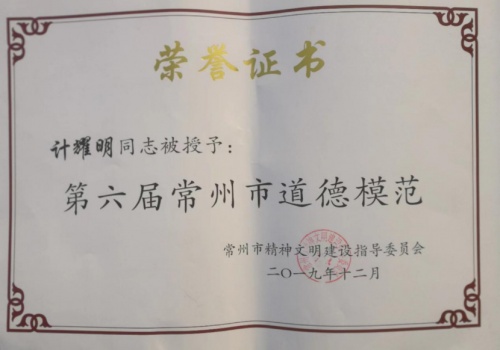 荣誉证书
计耀明同志被授予：
第六届常州市道德模范
常州市精神文明建设指导委员会
二〇一九年十二月